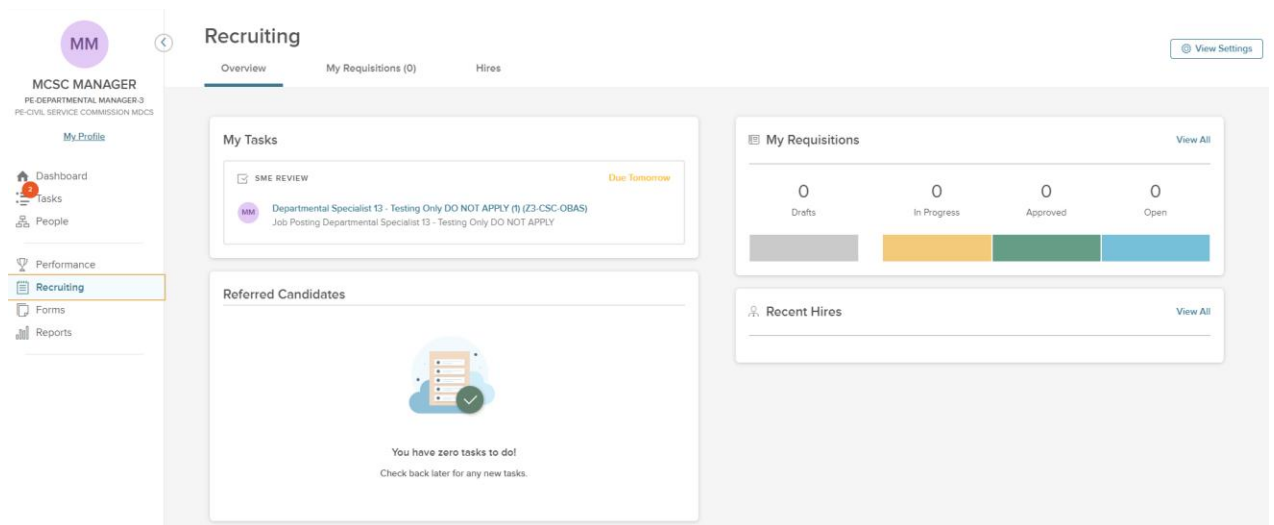 MM
MCSC MANAGER
PE-DEPARTMENTAL MANAGER-3
PE-CIVIL SERVICE COMMISSION MDCS
My Profile
Dashboard
2
Tasks
People
Performance
Recruiting
Forms
Reports
Recruiting
View Settings
Overview My Requisitions (0) Hires
My Tasks
SME REVIEW Due Tomorrow
MM
Departmental Specialist 13 - Testing Only DO NOT APPLY (1) (Z3-CSC-OBAS)
Job Posting Departmental Specialist 13 - Testing Only DO NOT APPLY
Referred Candidates
You have zero tasks to do!
Check back later for any new tasks.
My Requisitions View All
0 0 0 0
Drafts In Progress Approved Open
Recent Hires View All